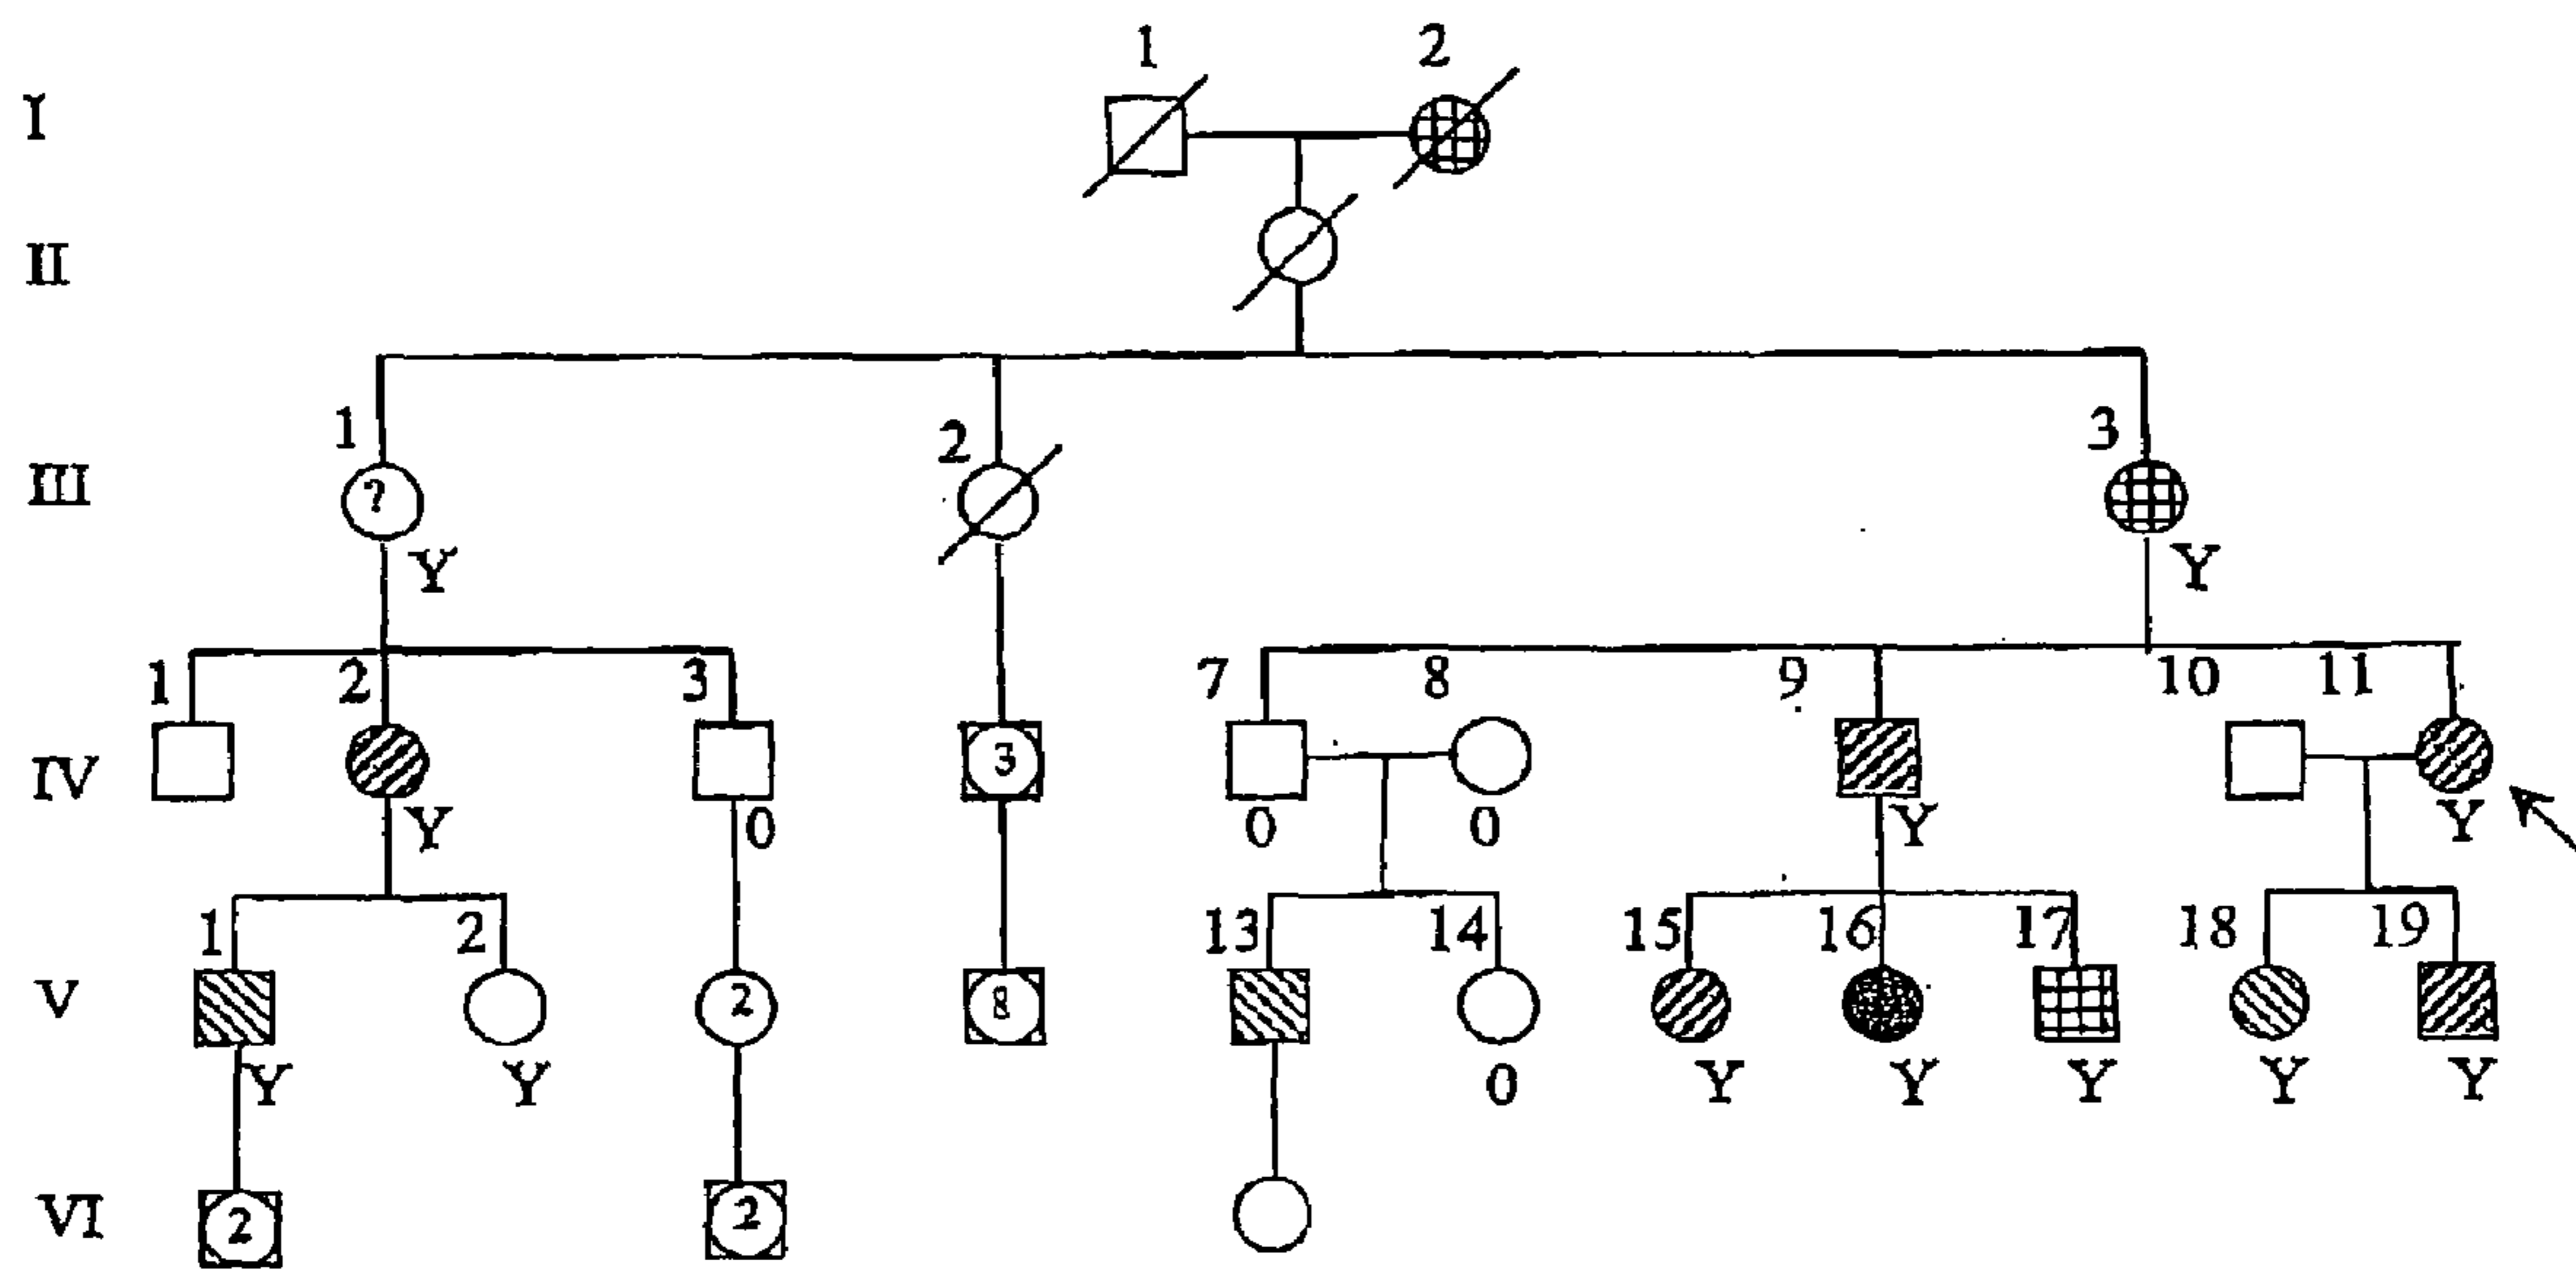 1 2
I
II
1 2 3
III ? 
Y Y
1 2 3 7 8 9 10 11
IV 3
Y 0 0 0 Y Y
1 2 13 14 15 16 17 18 19
V 2 8
Y Y 0 Y Y Y Y Y
VI 2 2